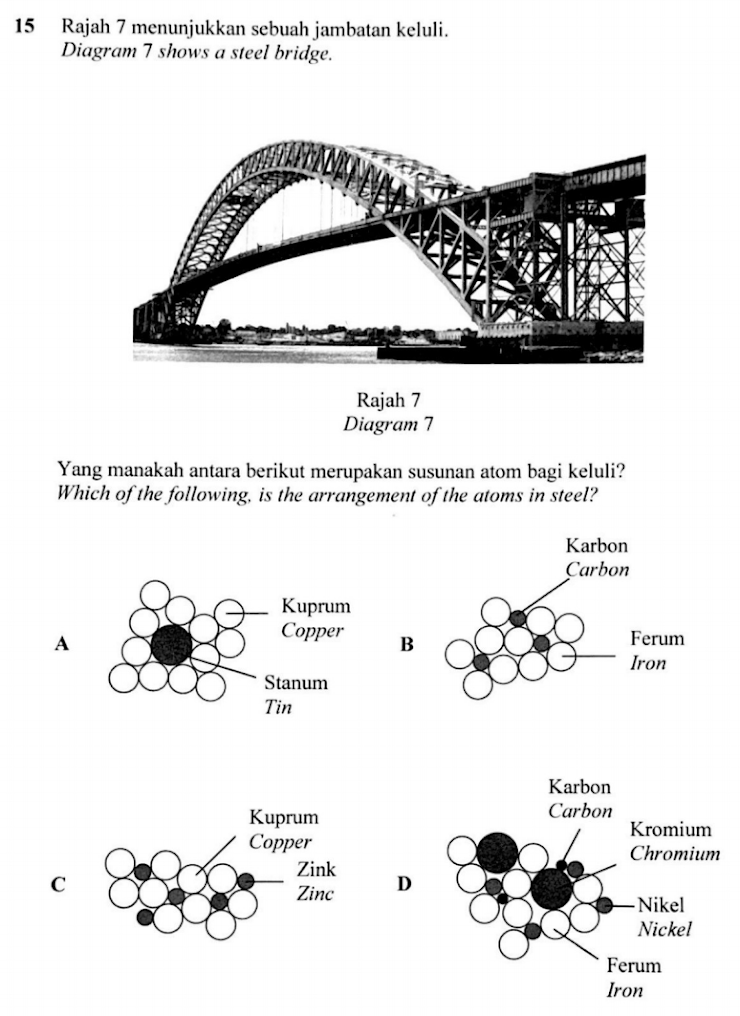 15 Rajah 7 menunjukkan sebuah jambatan keluli.
Diagram 7 shows a steel bridge.
Rajah 7
Diagram 7
Yang manakah antara berikut merupakan susunan atom bagi keluli?
Which of the following, is the arrangement of the atoms in steel?
A
Kuprum
Copper
Stanum
Tin
B
Karbon
Carbon
Ferum
Iron
C
Kuprum
Copper
Zink
Zinc
D
Karbon
Carbon
Kromium
Chromium
Nikel
Nickel
Ferum
Iron